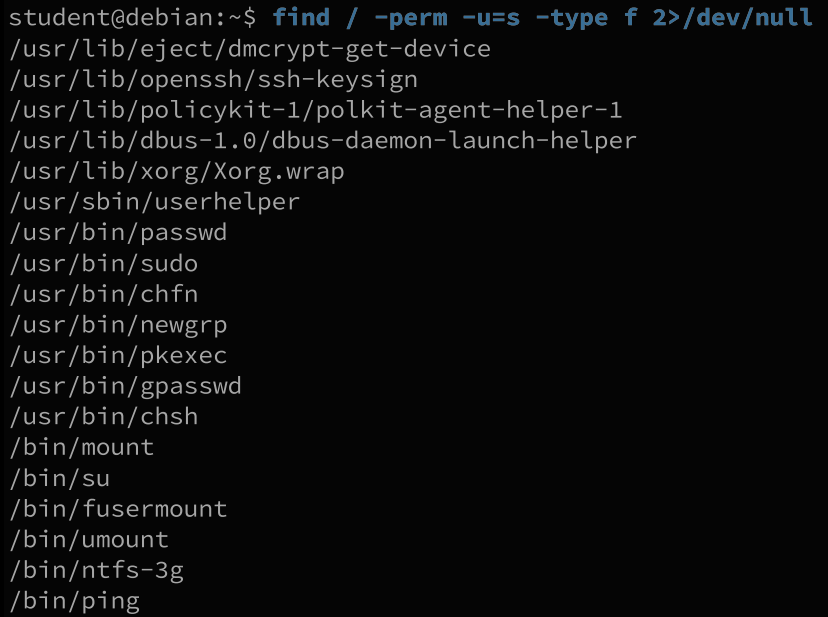 student@debian:~$ find / -perm -u=s -type f 2>/dev/null
/usr/lib/eject/dmcrypt-get-device
/usr/lib/openssh/ssh-keysign
/usr/lib/policykit-1/polkit-agent-helper-1
/usr/lib/dbus-1.0/dbus-daemon-launch-helper
/usr/lib/xorg/Xorg.wrap
/usr/sbin/userhelper
/usr/bin/passwd
/usr/bin/sudo
/usr/bin/chfn
/usr/bin/newgrp
/usr/bin/pkexec
/usr/bin/gpasswd
/usr/bin/chsh
/bin/mount
/bin/su
/bin/fusermount
/bin/umount
/bin/ntfs-3g
/bin/ping